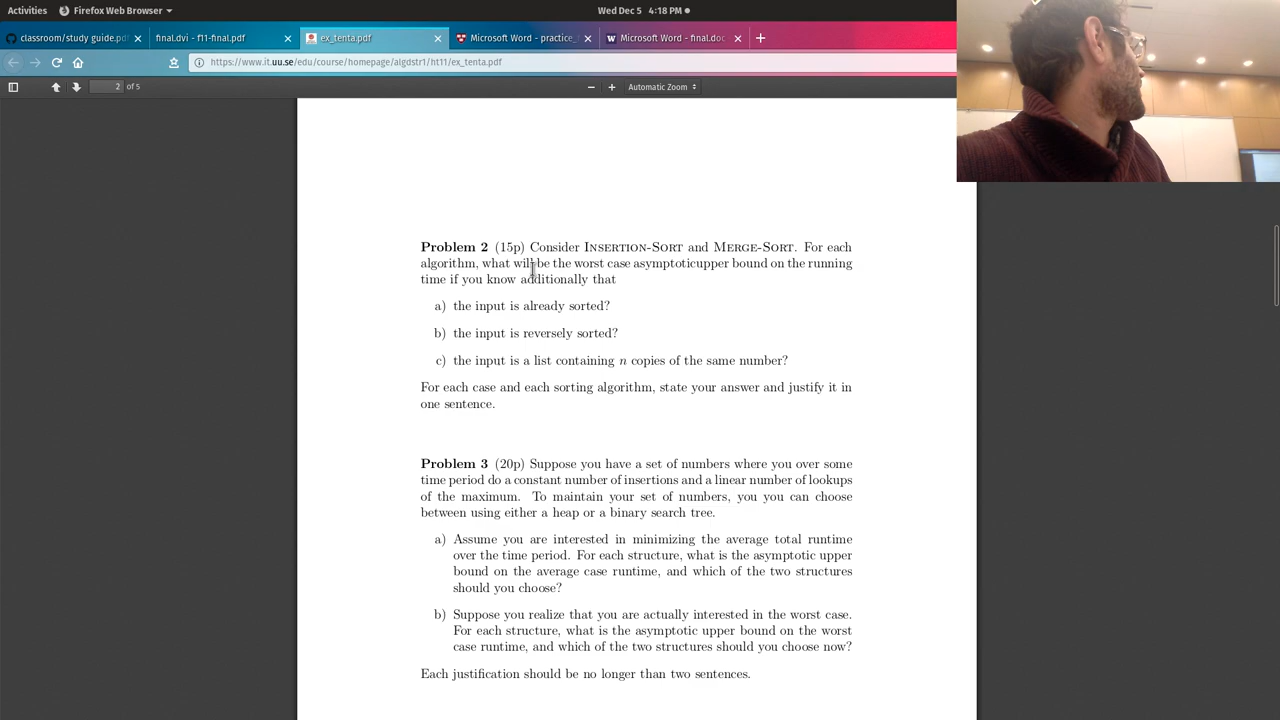 Activities Firefox Web Browser Wed Dec 5 4:18 PM
classroom/study guide.pdf final.dvi - f11-final.pdf ex_tenta.pdf Microsoft Word - practice_ Microsoft Word - final.doc
https://www.it.uu.se/edu/course/homepage/algdstr1/ht11/ex_tenta.pdf
2 of 5 Automatic Zoom
Problem 2 (15p) Consider INSERTION-SORT and MERGE-SORT. For each
algorithm, what will be the worst case asymptoticupper bound on the running
time if you know additionally that
a) the input is already sorted?
b) the input is reversely sorted?
c) the input is a list containing n copies of the same number?
For each case and each sorting algorithm, state your answer and justify it in
one sentence.
Problem 3 (20p) Suppose you have a set of numbers where you over some
time period do a constant number of insertions and a linear number of lookups
of the maximum. To maintain your set of numbers, you you can choose
between using either a heap or a binary search tree.
a) Assume you are interested in minimizing the average total runtime
over the time period. For each structure, what is the asymptotic upper
bound on the average case runtime, and which of the two structures
should you choose?
b) Suppose you realize that you are actually interested in the worst case.
For each structure, what is the asymptotic upper bound on the worst
case runtime, and which of the two structures should you choose now?
Each justification should be no longer than two sentences.